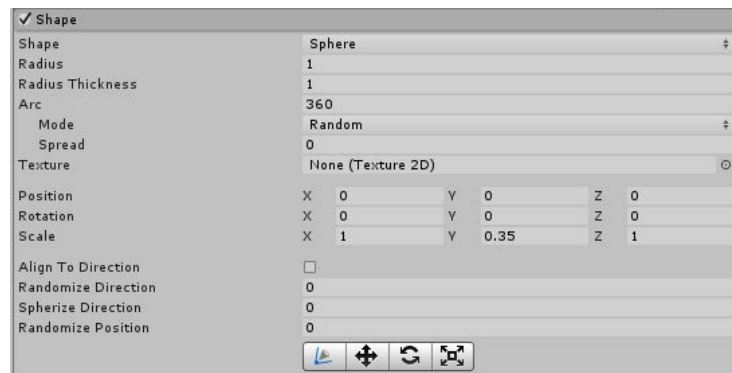 Shape
Shape Sphere
Radius 1
Radius Thickness 1
Arc 360
Mode Random
Spread 0
Texture None (Texture 2D)
Position X 0 Y 0 Z 0
Rotation X 0 Y 0 Z 0
Scale X 1 Y 0.35 Z 1
Align To Direction
Randomize Direction 0
Spherize Direction 0
Randomize Position 0